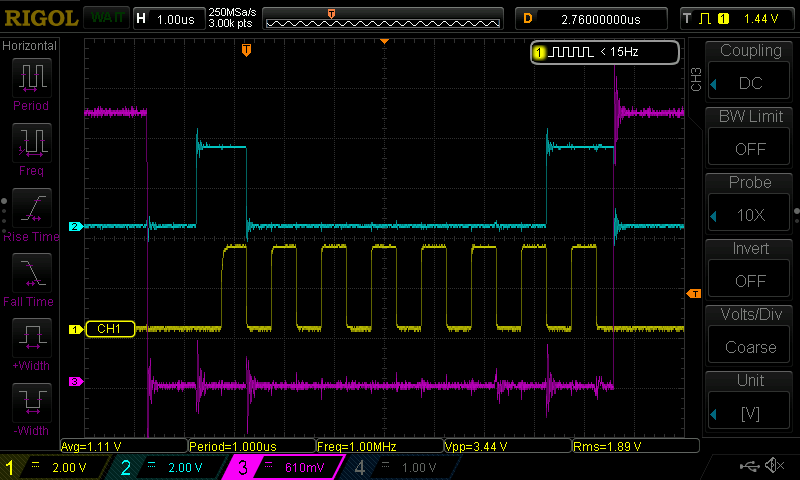 RIGOL WAIT H 1.00us 250MSa/s 3.00k pts T D 2.76000000us T 1 1.44 V
Horizontal
Period
Freq
Rise Time
Fall Time
+Width
-Width
T
1 < 15Hz
2
1 CH1
3
T
CH3
Coupling
DC
BW Limit
OFF
Probe
10X
Invert
OFF
Volts/Div
Coarse
Unit
[V]
Avg=1.11 V Period=1.000us Freq=1.00MHz Vpp=3.44 V Rms=1.89 V
1 2.00 V 2 2.00 V 3 610mV 4 1.00 V